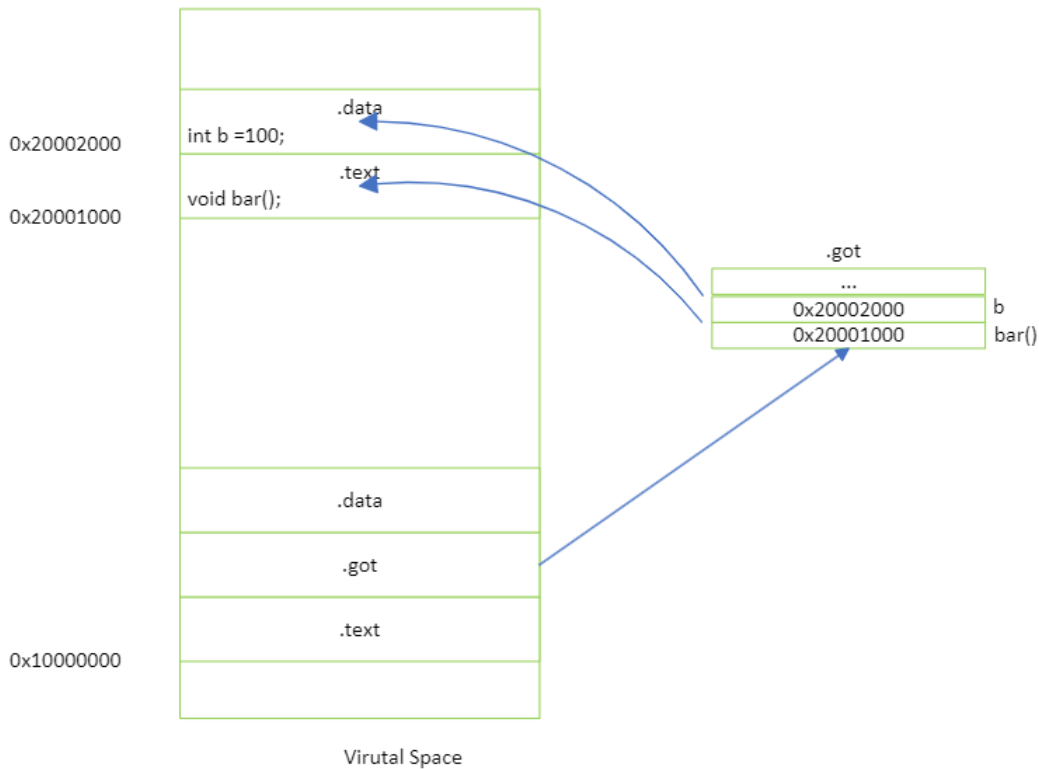 .data
int b =100;
0x20002000
.text
void bar();
0x20001000
.got
...
0x20002000 b
0x20001000 bar()
.data
.got
.text
0x10000000
Virutal Space